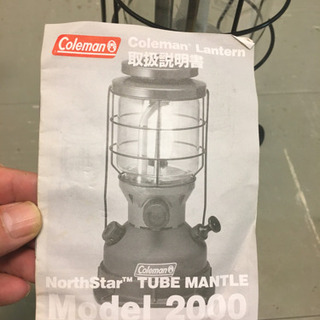 Coleman
Coleman® Lantern
取扱説明書
Coleman
NorthStar™ TUBE MANTLE
Model 2000